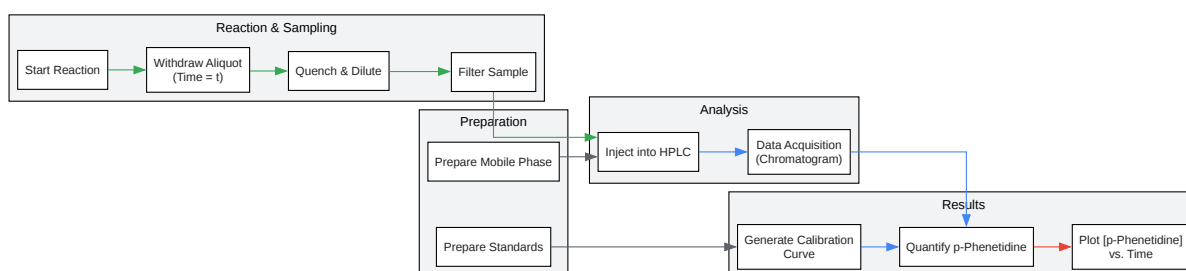 Reaction & Sampling
Start Reaction
Withdraw Aliquot
(Time = t)
Quench & Dilute
Filter Sample
Preparation
Prepare Mobile Phase
Prepare Standards
Analysis
Inject into HPLC
Data Acquisition
(Chromatogram)
Results
Generate Calibration
Curve
Quantify p-Phenetidine
Plot [p-Phenetidine]
vs. Time